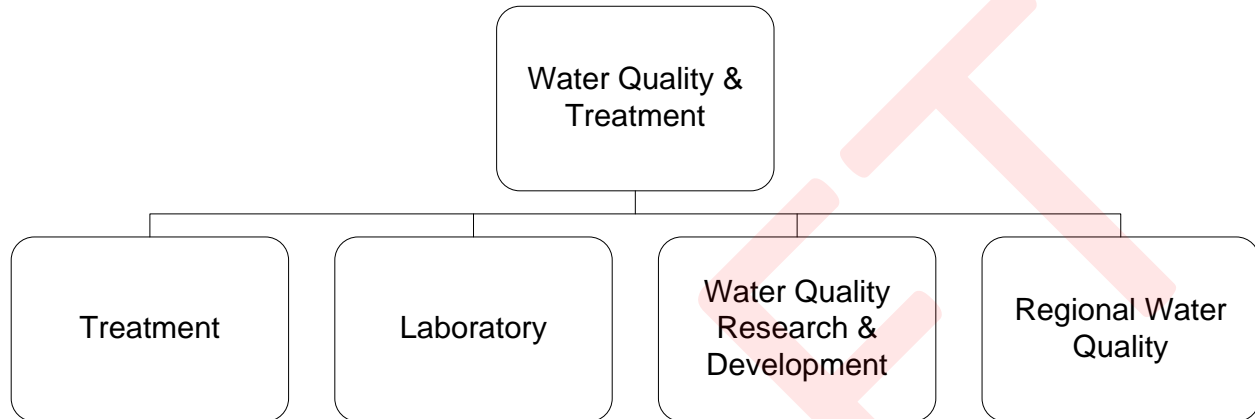 Water Quality &
Treatment
Treatment
Laboratory
Water Quality
Research &
Development
Regional Water
Quality